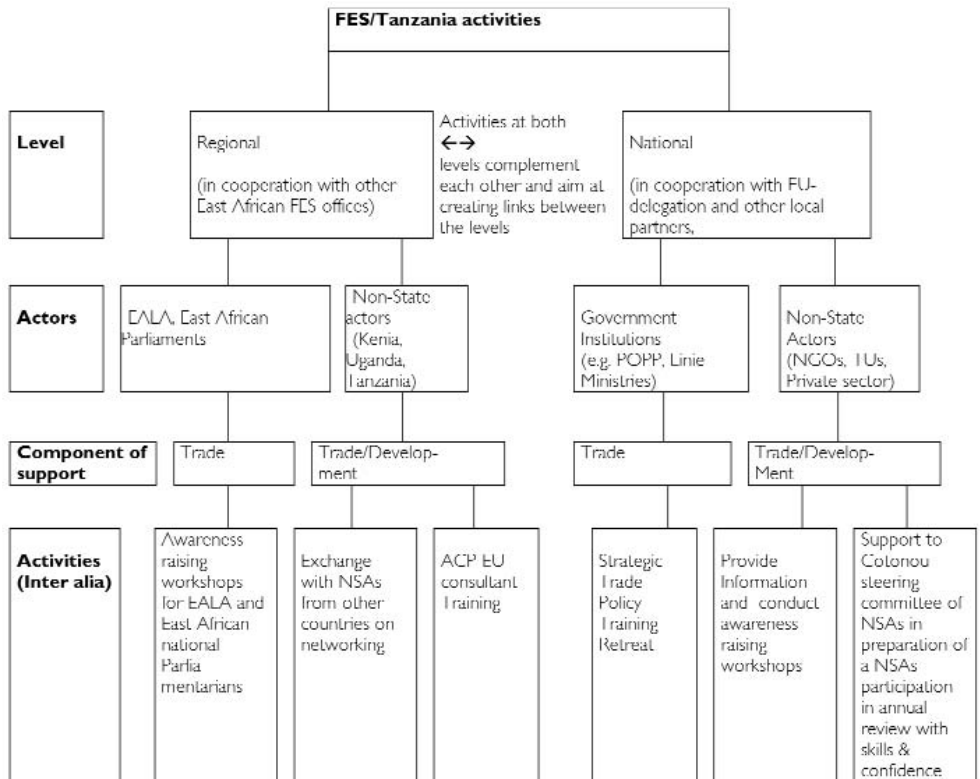 FES/Tanzania activities
Level
Regional
(in cooperation with other
East African FES offices)
Activities at both
←→
levels complement
each other and aim at
creating links between
the levels
National
(in cooperation with EU-
delegation and other local
partners,
Actors
EALA, East African
Parliaments
Non-State
actors
(Kenia,
Uganda,
Tanzania)
Government
Institutions
(e.g. POPP, Linie
Ministries)
Non-State
Actors
(NGOs, TUs,
Private sector)
Component of
support
Trade
Trade/Develop-
ment
Trade
Trade/Develop-
Ment
Activities
(Inter alia)
Awareness
raising
workshops
for EALA and
East African
national
Parlia
mentarians
Exchange
with NSAs
from other
countries on
networking
ACP EU
consultant
Training
Strategic
Trade
Policy
Training
Retreat
Provide
Information
and conduct
awareness
raising
workshops
Support to
Cotonou
steering
committee of
NSAs in
preparation of
a NSAs
participation
in annual
review with
skills &
confidence